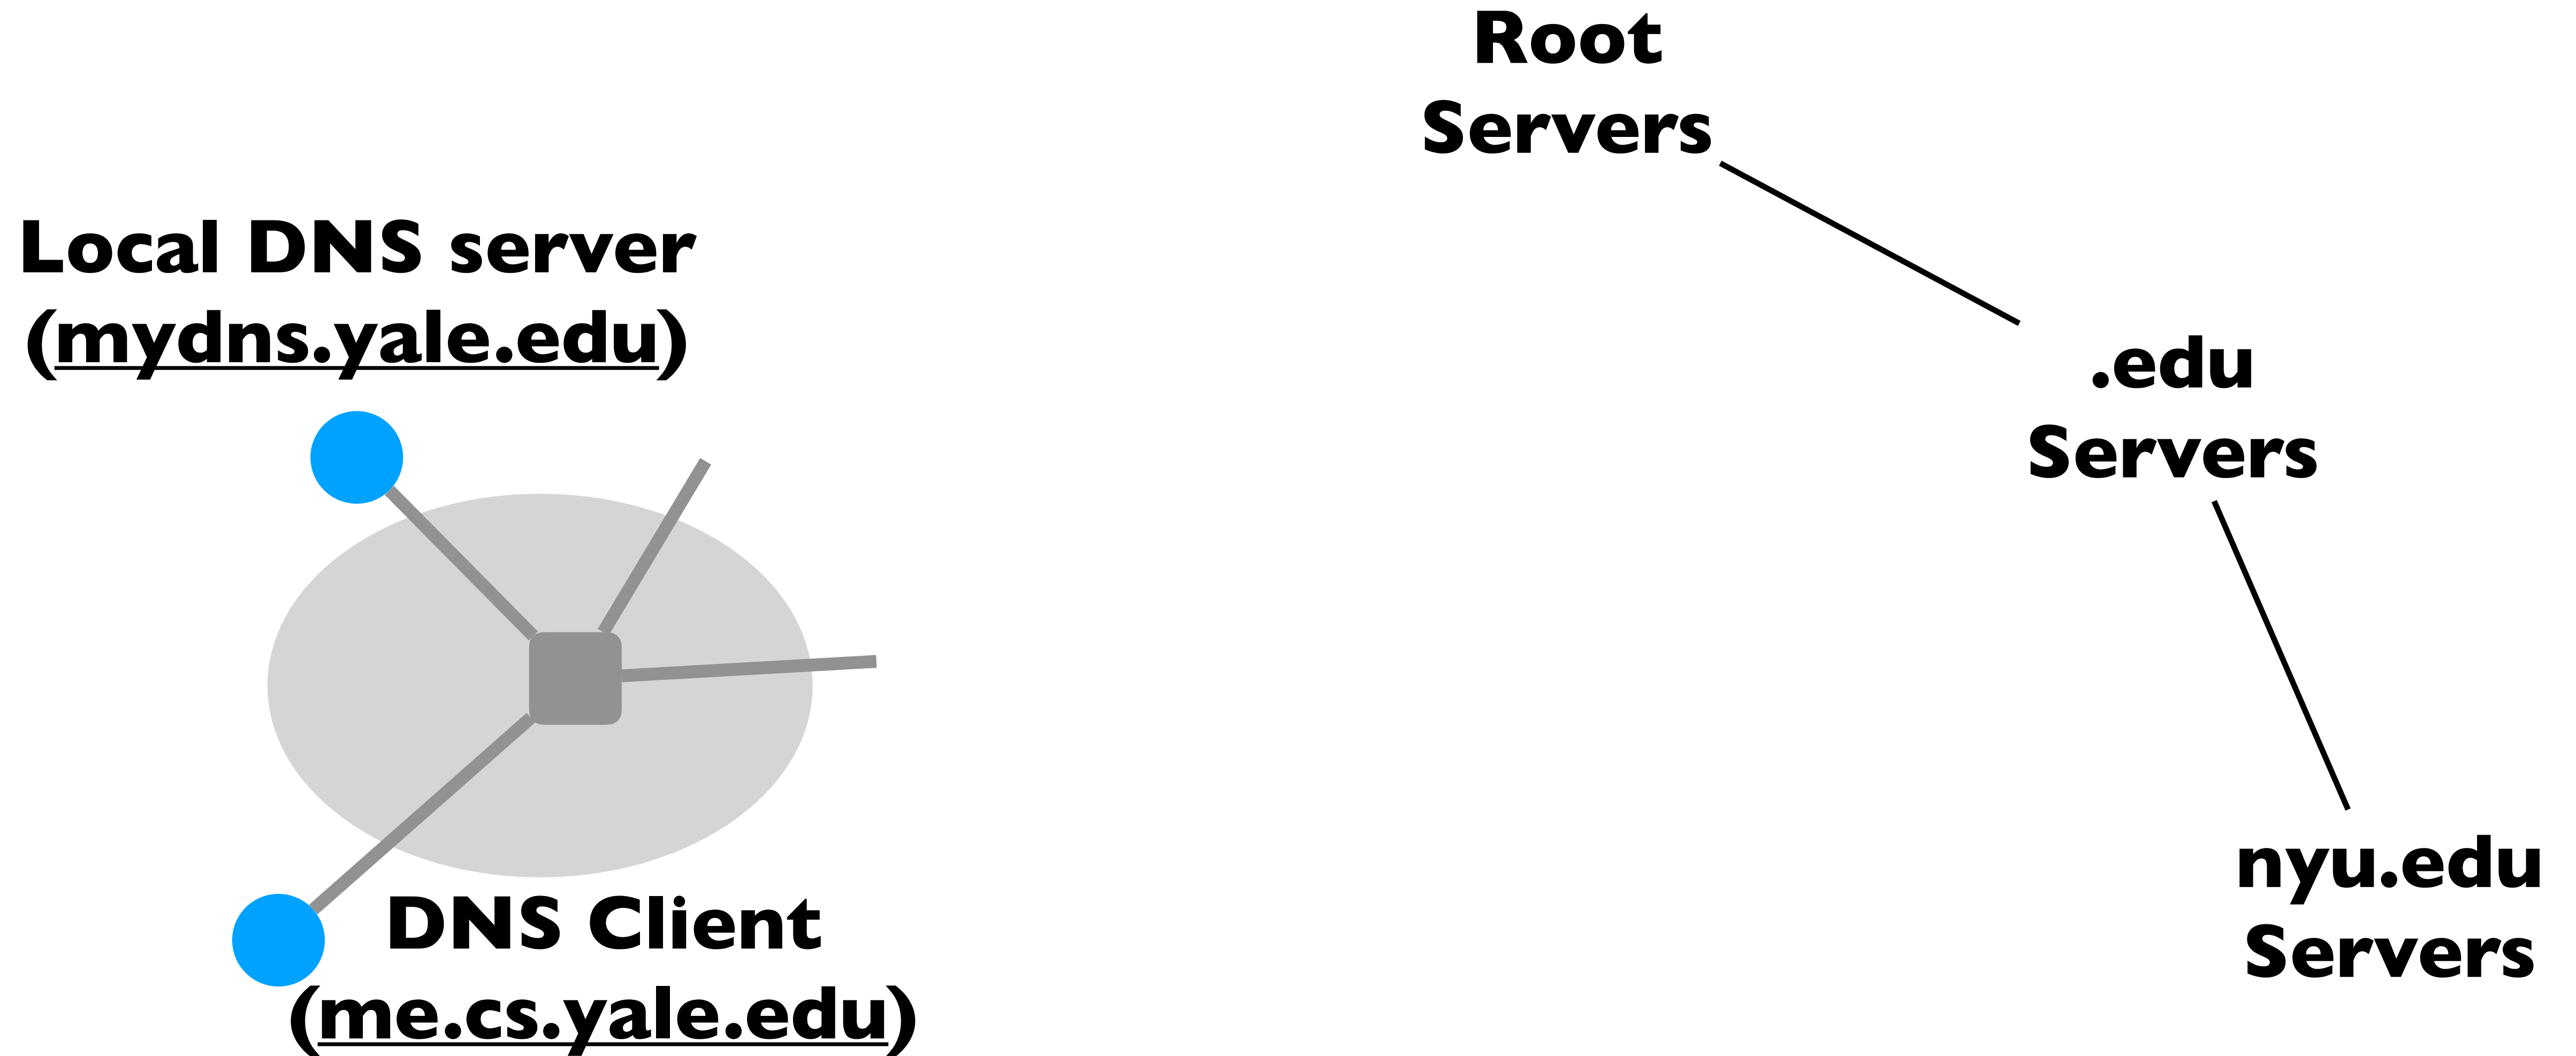 Root
Servers
Local DNS server
(mydns.yale.edu)
.edu
Servers
nyu.edu
Servers
DNS Client
(me.cs.yale.edu)